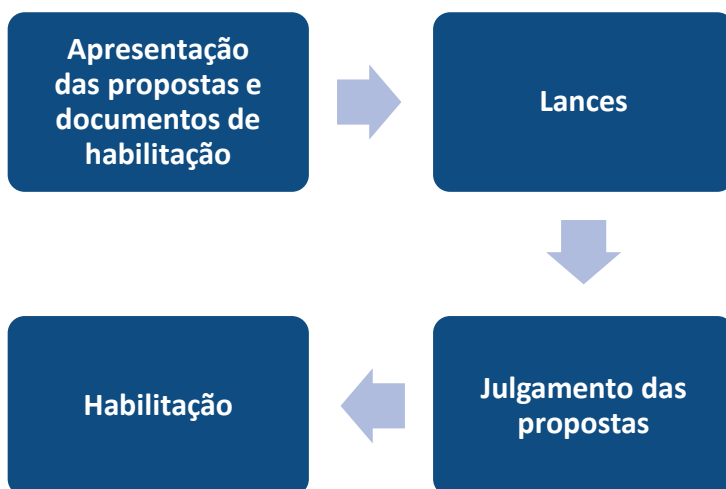 Apresentação
das propostas e
documentos de
habilitação
Lances
Julgamento das
propostas
Habilitação